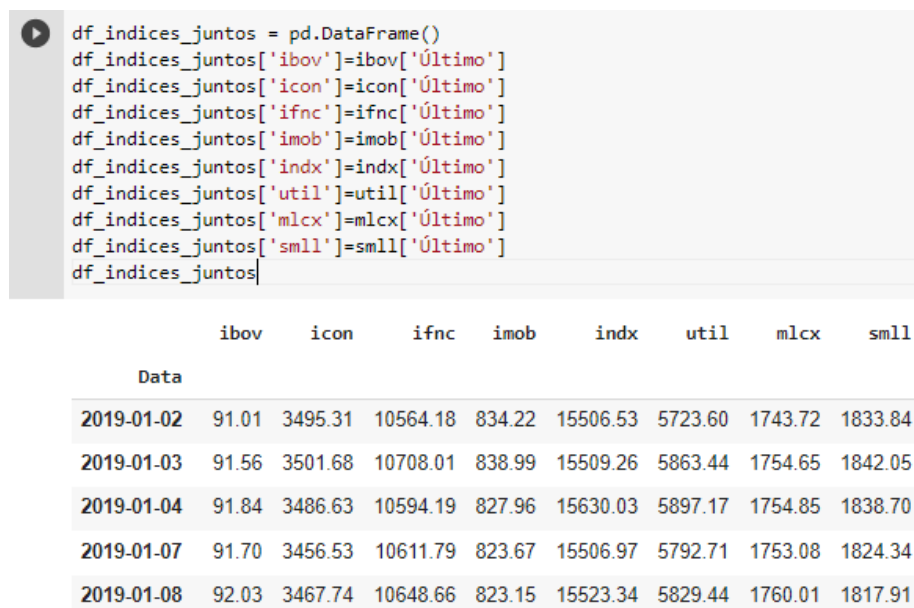 df_indices_juntos = pd.DataFrame()
df_indices_juntos['ibov']=ibov['Último']
df_indices_juntos['icon']=icon['Último']
df_indices_juntos['ifnc']=ifnc['Último']
df_indices_juntos['imob']=imob['Último']
df_indices_juntos['indx']=indx['Último']
df_indices_juntos['util']=util['Último']
df_indices_juntos['mlcx']=mlcx['Último']
df_indices_juntos['smll']=smll['Último']
df_indices_juntos
ibov icon ifnc imob indx util mlcx smll
Data
2019-01-02 91.01 3495.31 10564.18 834.22 15506.53 5723.60 1743.72 1833.84
2019-01-03 91.56 3501.68 10708.01 838.99 15509.26 5863.44 1754.65 1842.05
2019-01-04 91.84 3486.63 10594.19 827.96 15630.03 5897.17 1754.85 1838.70
2019-01-07 91.70 3456.53 10611.79 823.67 15506.97 5792.71 1753.08 1824.34
2019-01-08 92.03 3467.74 10648.66 823.15 15523.34 5829.44 1760.01 1817.91